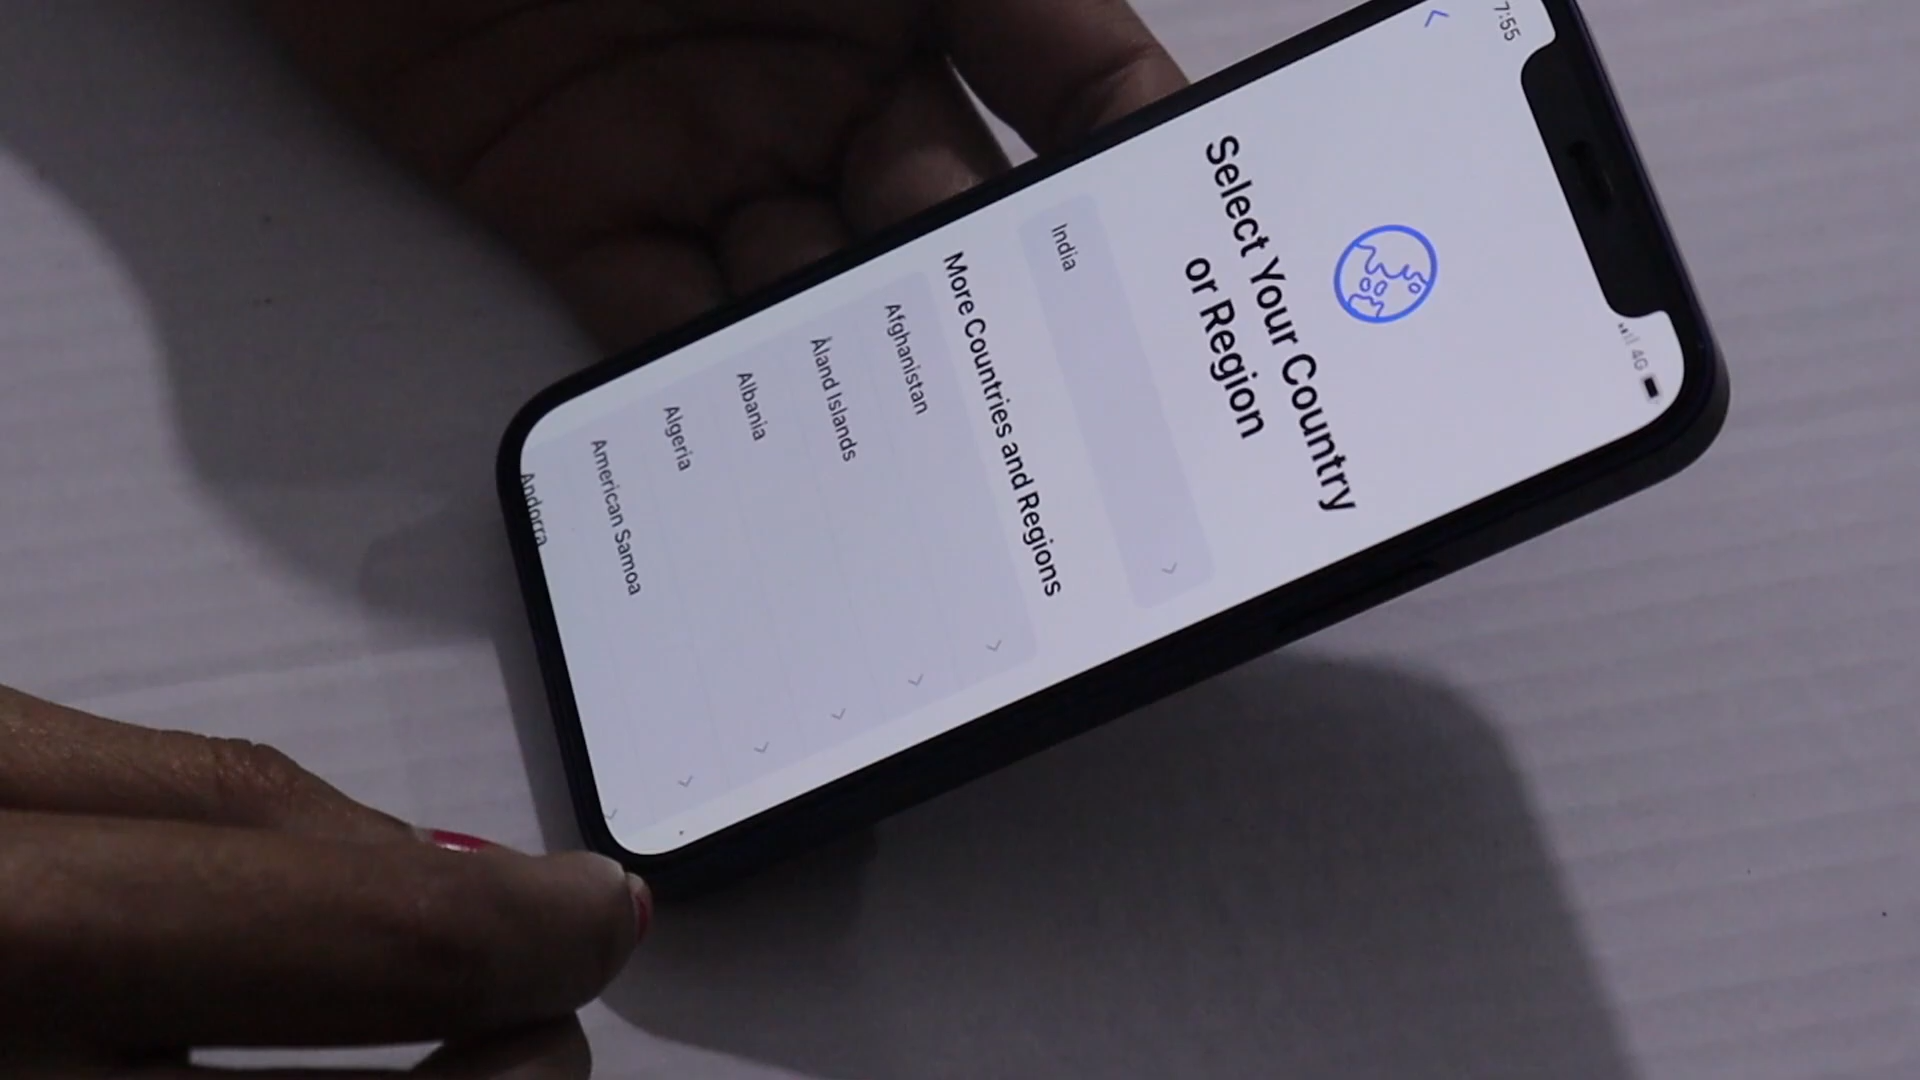 7:55
4G
Select Your Country
or Region
India
More Countries and Regions
Afghanistan
Åland Islands
Albania
Algeria
American Samoa
Andorra